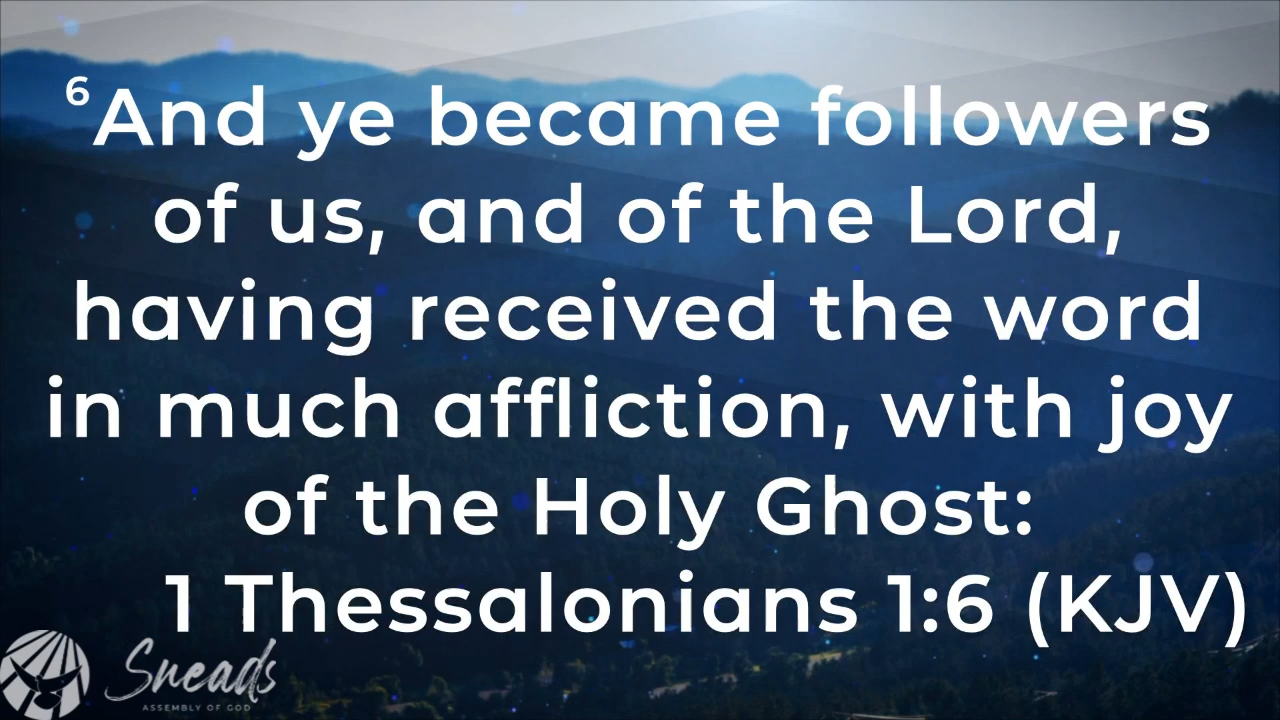 ⁶And ye became followers
of us, and of the Lord,
having received the word
in much affliction, with joy
of the Holy Ghost:
1 Thessalonians 1:6 (KJV)
Sneads
ASSEMBLY OF GOD